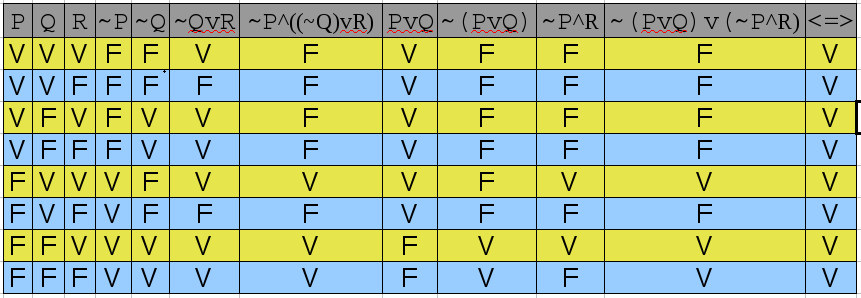 P Q R ~P ~Q ~QvR ~P^((~Q)vR) PvQ ~(PvQ) ~P^R ~(PvQ)v(~P^R) <=>
V V V F F V F V F F F V
V V F F F F F V F F F V
V F V F V V F V F F F V
V F F F V V F V F F F V
F V V V F V V V F V V V
F V F V F F F V F F F V
F F V V V V V F V V V V
F F F V V V V F V F V V